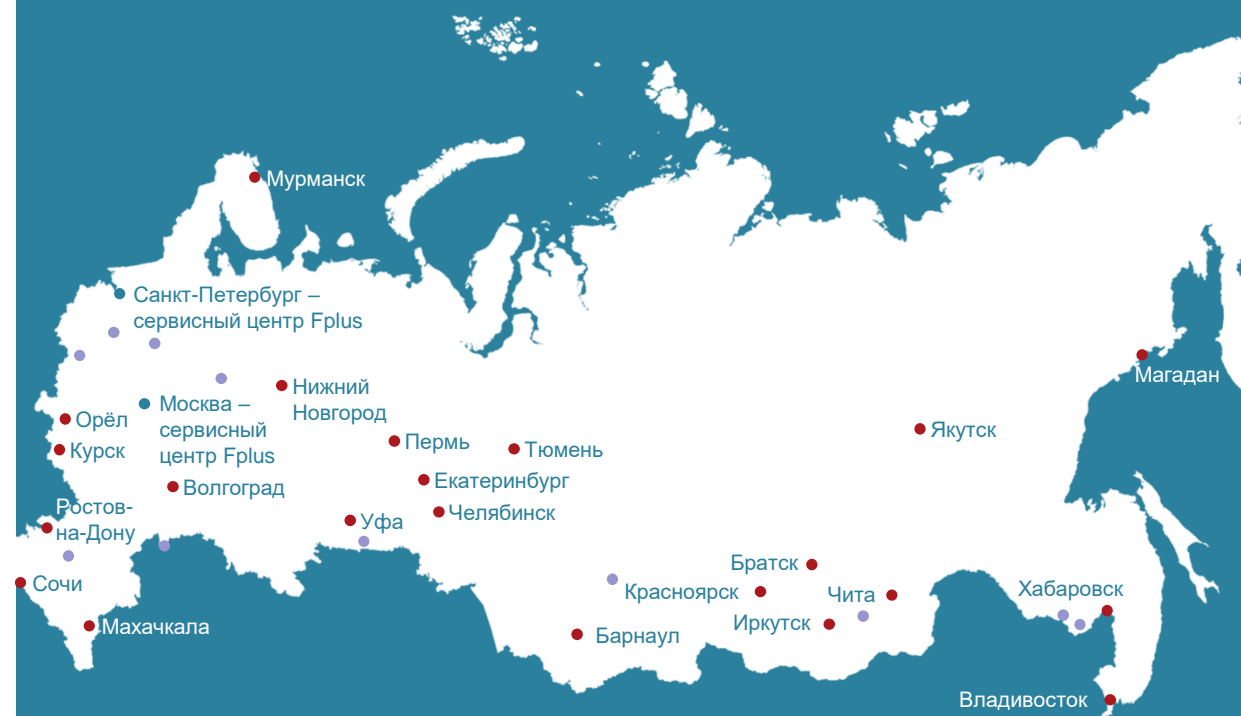 Мурманск
Санкт-Петербург –
сервисный центр Fplus
Магадан
Нижний
Новгород
Москва –
сервисный
центр Fplus
Орёл
Курск
Пермь
Тюмень
Якутск
Екатеринбург
Волгоград
Челябинск
Ростов-
на-Дону
Уфа
Братск
Сочи
Красноярск
Чита
Хабаровск
Махачкала
Иркутск
Барнаул
Владивосток